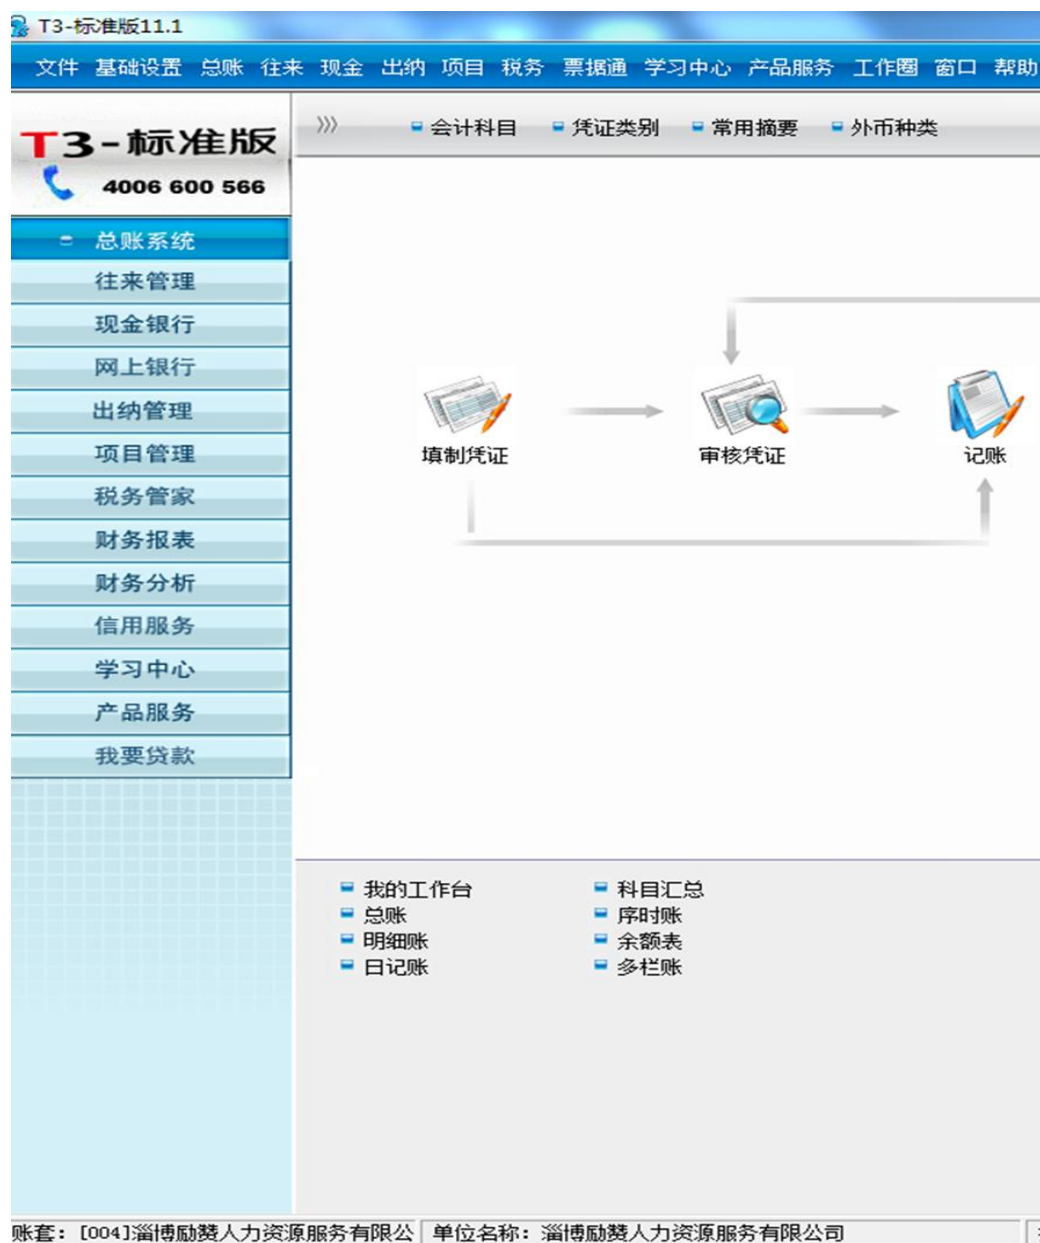 T3-标准版11.1
文件 基础设置 总账 往来 现金 出纳 项目 税务 票据通 学习中心 产品服务 工作圈 窗口 帮助
T3-标准版
4006 600 566
会计科目 凭证类别 常用摘要 外币种类
总账系统
往来管理
现金银行
网上银行
出纳管理
项目管理
税务管家
财务报表
财务分析
信用服务
学习中心
产品服务
我要贷款
填制凭证 审核凭证 记账
我的工作台 科目汇总
总账 序时账
明细账 余额表
日记账 多栏账
账套: [004]淄博励赞人力资源服务有限公 单位名称: 淄博励赞人力资源服务有限公司